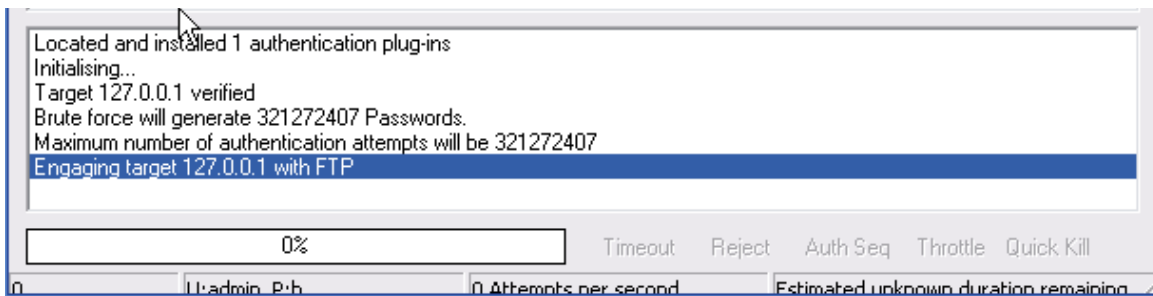 Located and installed 1 authentication plug-ins
Initialising...
Target 127.0.0.1 verified
Brute force will generate 321272407 Passwords.
Maximum number of authentication attempts will be 321272407
Engaging target 127.0.0.1 with FTP
0% Timeout Reject Auth Seq Throttle Quick Kill
0 U:admin P:b 0 Attempts per second Estimated unknown duration remaining